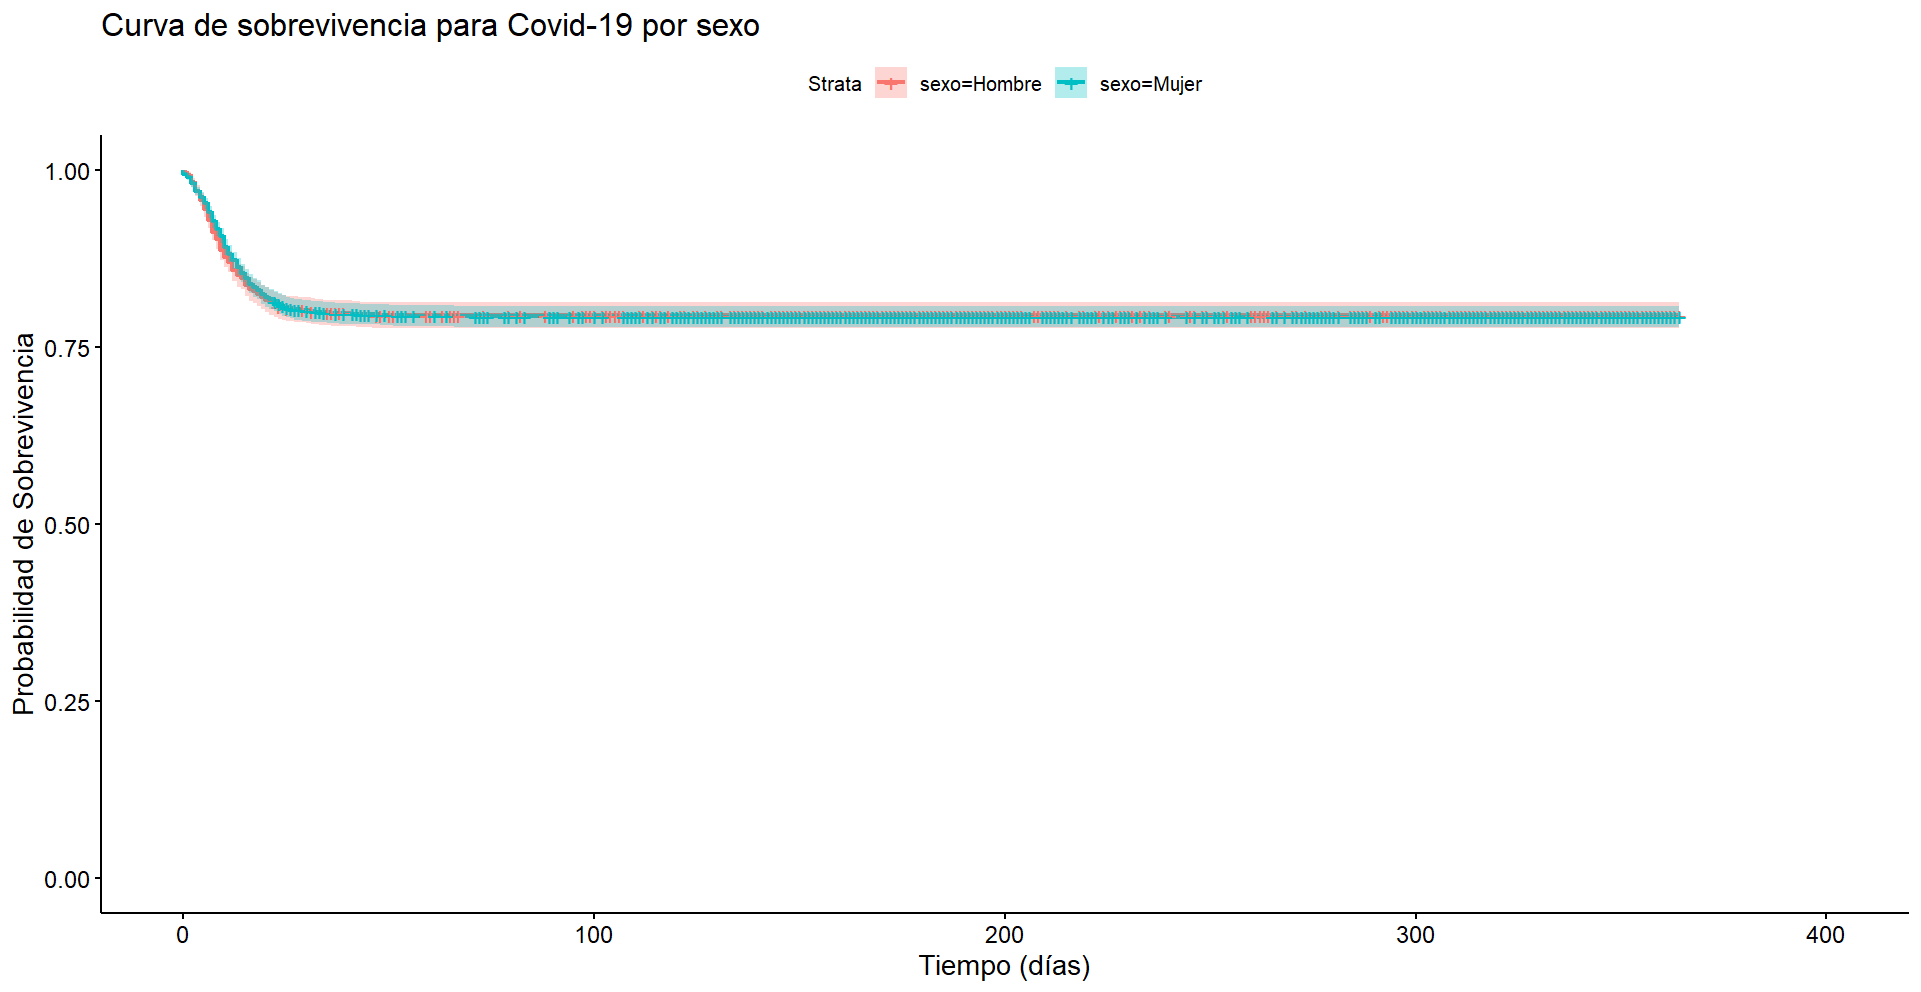 Curva de sobrevivencia para Covid-19 por sexo
Strata sexo=Hombre sexo=Mujer
Probabilidad de Sobrevivencia
1.00
0.75
0.50
0.25
0.00
0 100 200 300 400
Tiempo (días)